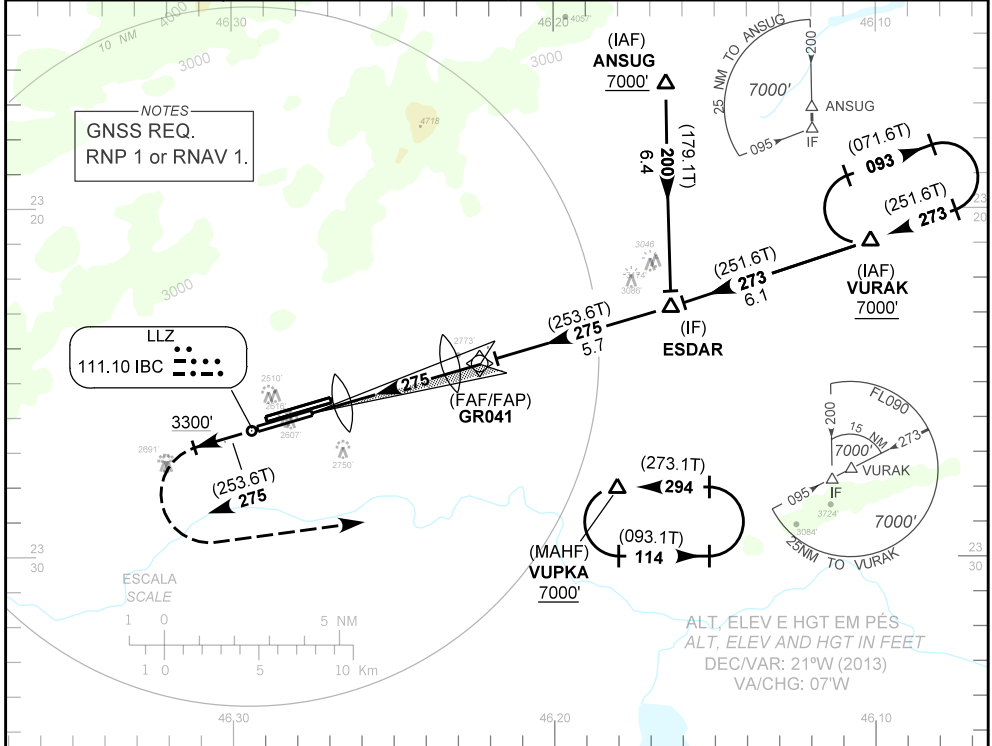 46.30
46.20
46.10
10 NM
4000
3000
3000
3000
4057'
4718
NOTES
GNSS REQ.
RNP 1 or RNAV 1.
(IAF)
ANSUG
7000'
(179.1T)
200
6.4
25 NM TO ANSUG
200
7000'
ANSUG
IF
095
(071.6T)
093
(251.6T)
273
23
20
23
20
(IAF)
VURAK
7000'
(251.6T)
273
6.1
3046
3086'
(IF)
ESDAR
(253.6T)
275
5.7
2773'
275
(FAF/FAP)
GR041
LLZ
111.10 IBC
2510'
2618'
2607'
2750'
2691'
3300'
(253.6T)
275
(273.1T)
294
(093.1T)
114
(MAHF)
VUPKA
7000'
FL090
200
15 NM
273
7000'
VURAK
IF
095
3724'
3084'
7000'
25NM TO VURAK
23
30
23
30
ESCALA
SCALE
1 0 5 NM
1 0 5 10 Km
ALT, ELEV E HGT EM PÉS
ALT, ELEV AND HGT IN FEET
DEC/VAR: 21ºW (2013)
VA/CHG: 07'W
46.30
46.20
46.10